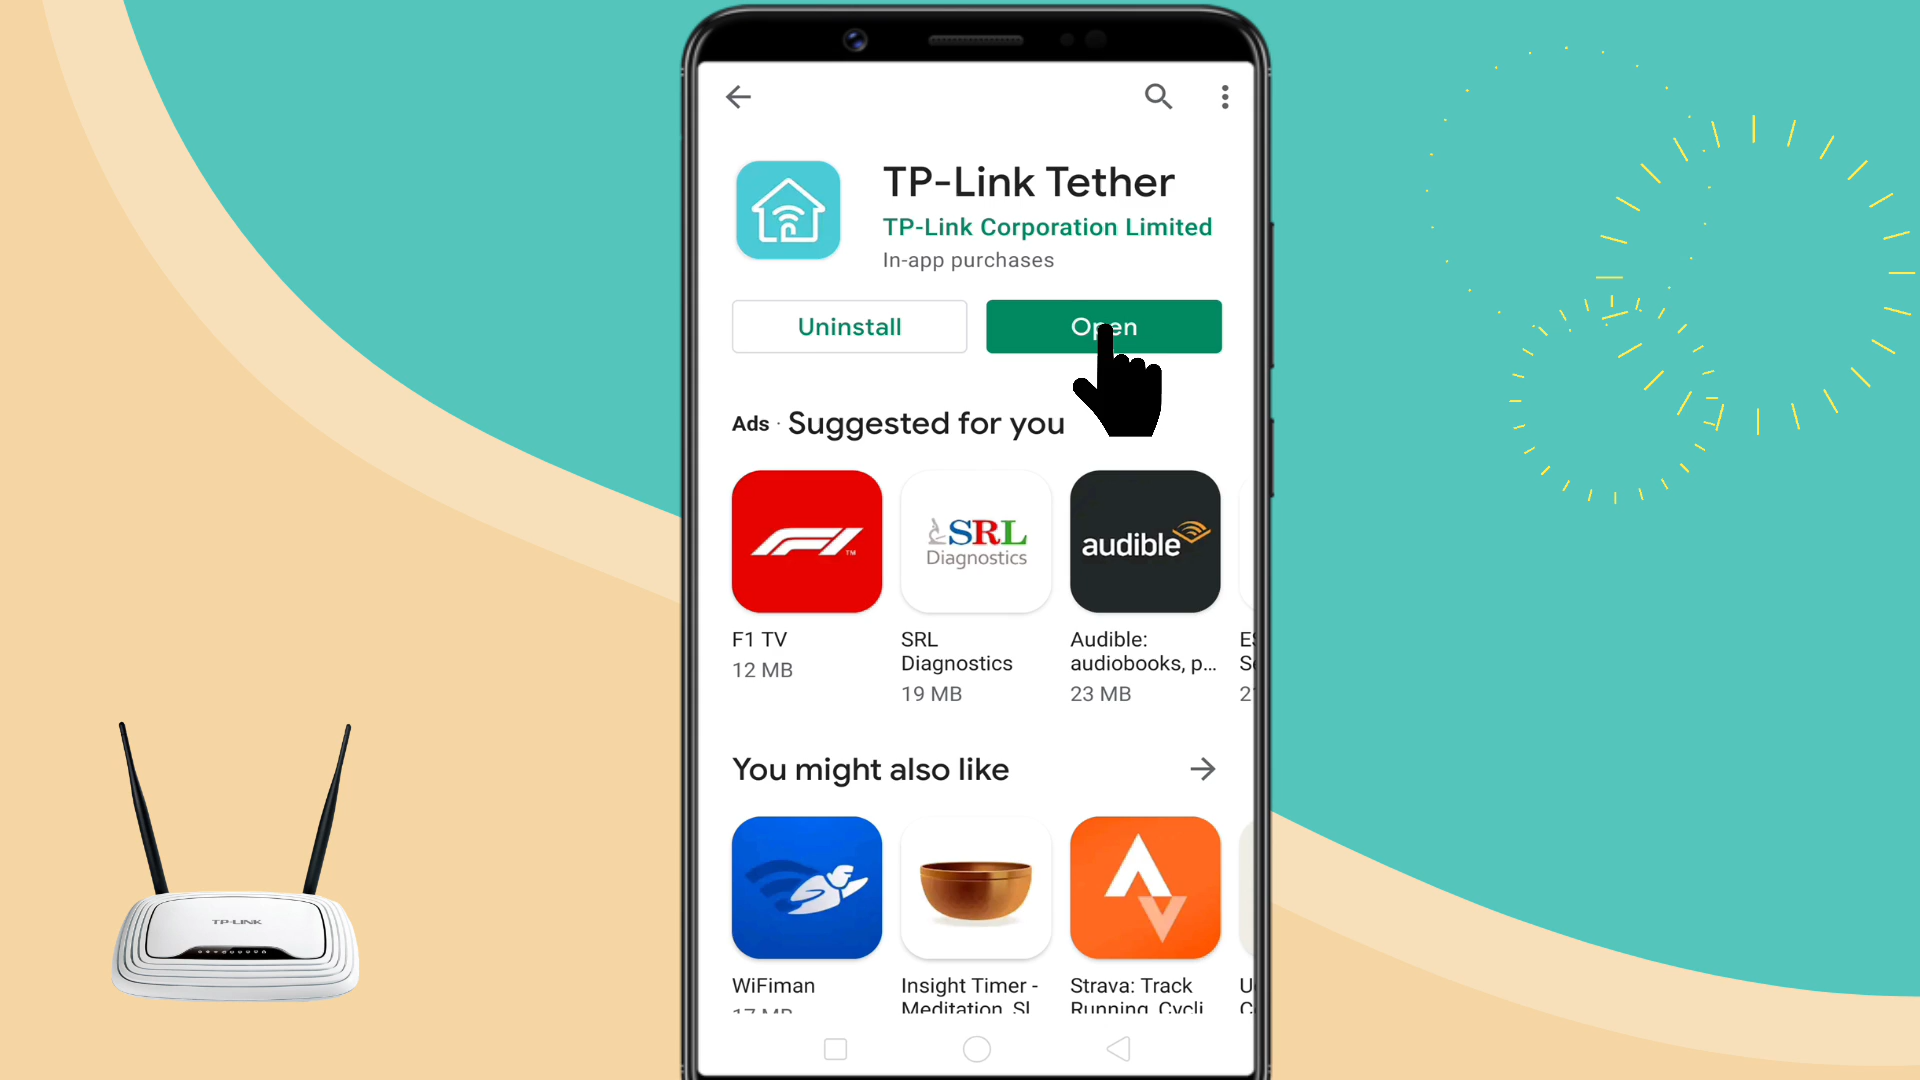 TP-Link Tether
TP-Link Corporation Limited
In-app purchases
Uninstall
Open
Ads · Suggested for you
F1 TM
SRL
Diagnostics
audible
F1 TV
12 MB
SRL
Diagnostics
19 MB
Audible:
audiobooks, p...
23 MB
You might also like
WiFiman
17 MB
Insight Timer -
Meditation, Sl
Strava: Track
Running, Cycli
TP-LINK